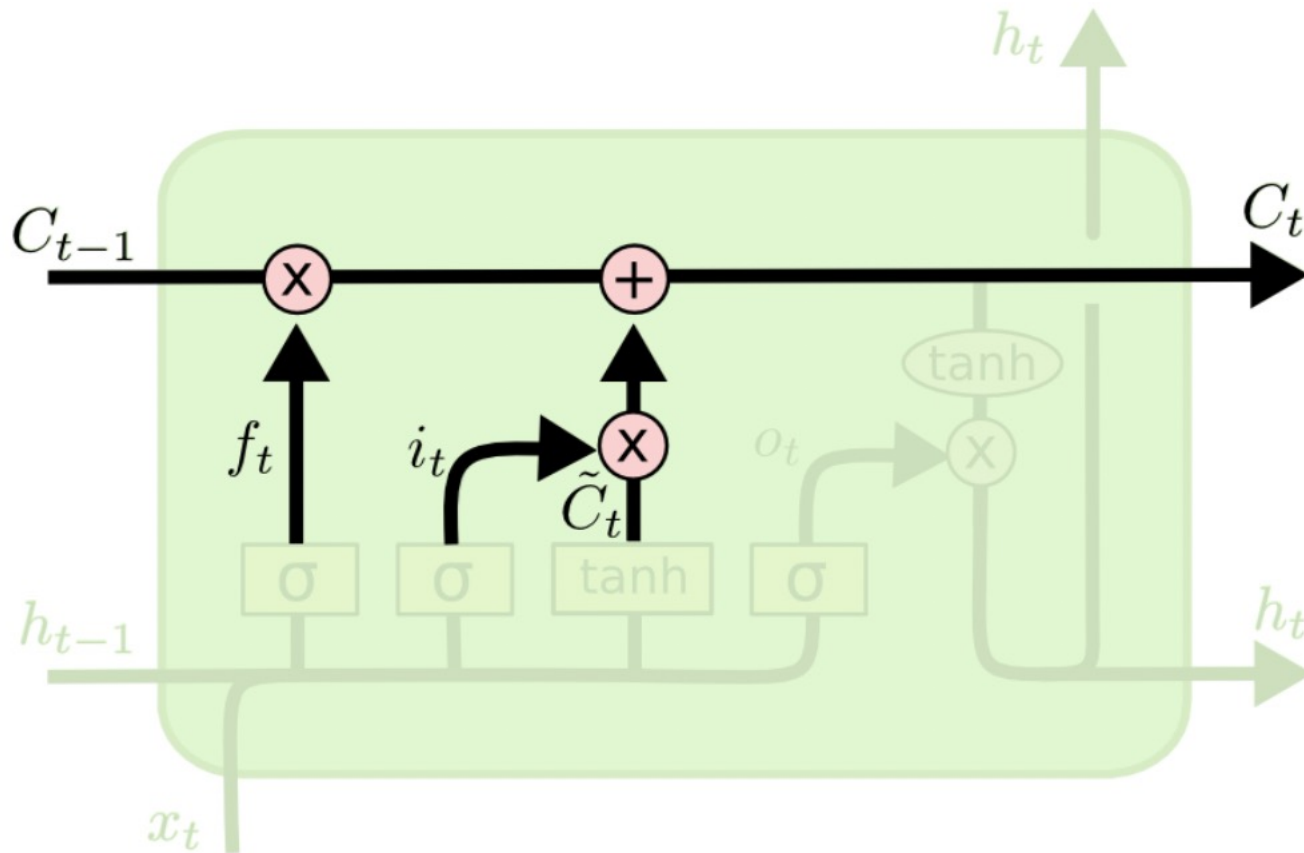 h_t
C_{t-1}
C_t
x
+
tanh
f_t
i_t
x
o_t
x
C̃_t
σ
σ
tanh
σ
h_{t-1}
h_t
x_t